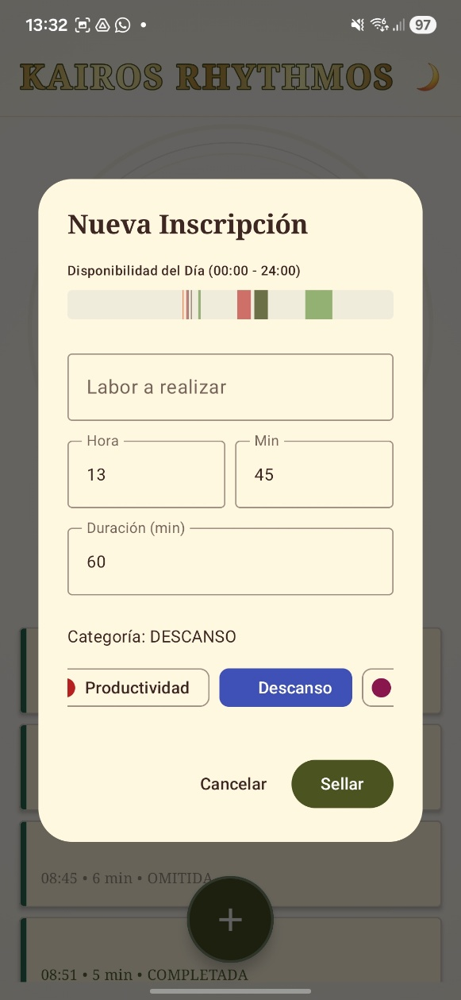 13:32
97
KAIROS RHYTHMOS
Nueva Inscripción
Disponibilidad del Día (00:00 - 24:00)
Labor a realizar
Hora
Min
13
45
Duración (min)
60
Categoría: DESCANSO
Productividad
Descanso
Cancelar
Sellar
08:45 • 6 min • OMITIDA
+
08:51 • 5 min • COMPLETADA